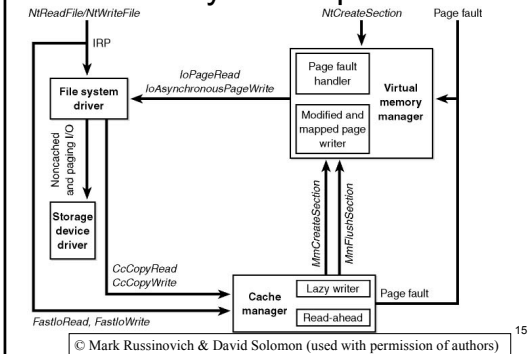 NtReadFile/NtWriteFile
NtCreateSection
Page fault
IRP
IoPageRead
IoAsynchronousPageWrite
Page fault
handler
Virtual
memory
manager
Modified and
mapped page
writer
File system
driver
Noncached
and paging I/O
Storage
device
driver
MmCreateSection
MmFlushSection
CcCopyRead
CcCopyWrite
Cache
manager
Lazy writer
Read-ahead
Page fault
FastIoRead, FastIoWrite
15
© Mark Russinovich & David Solomon (used with permission of authors)